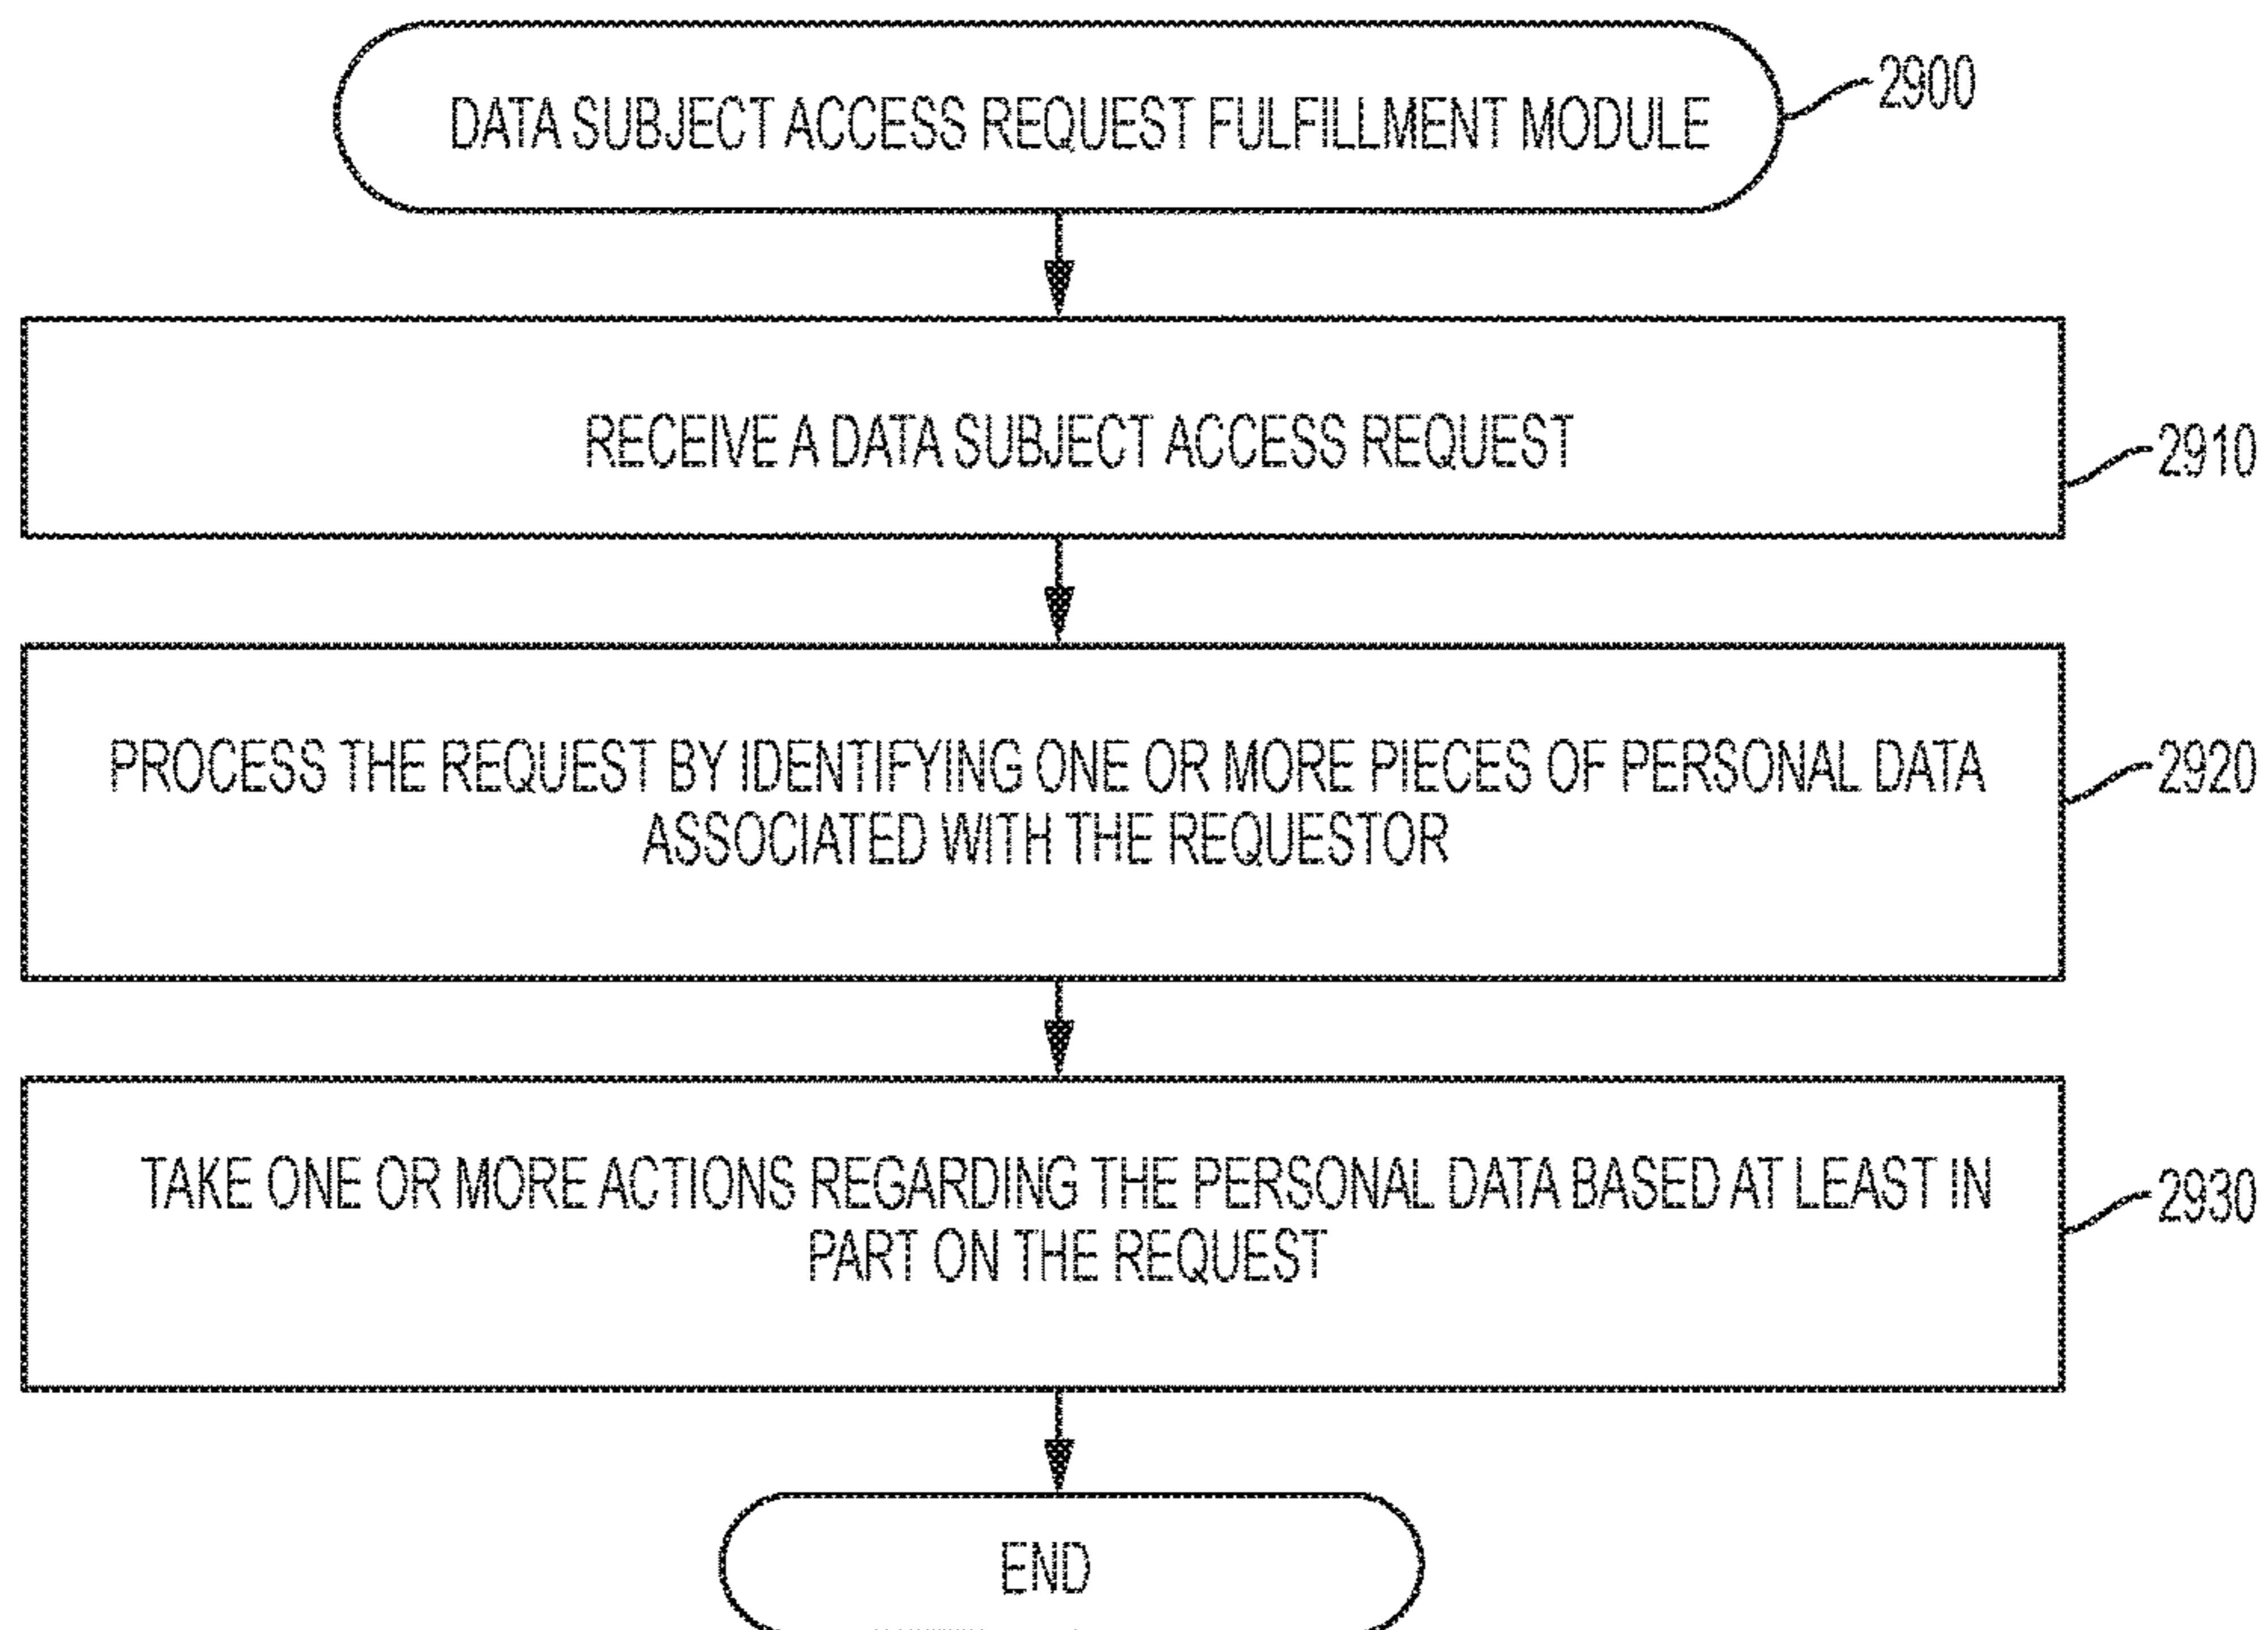 DATA SUBJECT ACCESS REQUEST FULFILLMENT MODULE
2900
RECEIVE A DATA SUBJECT ACCESS REQUEST
2910
PROCESS THE REQUEST BY IDENTIFYING ONE OR MORE PIECES OF PERSONAL DATA
ASSOCIATED WITH THE REQUESTOR
2920
TAKE ONE OR MORE ACTIONS REGARDING THE PERSONAL DATA BASED AT LEAST IN
PART ON THE REQUEST
2930
END